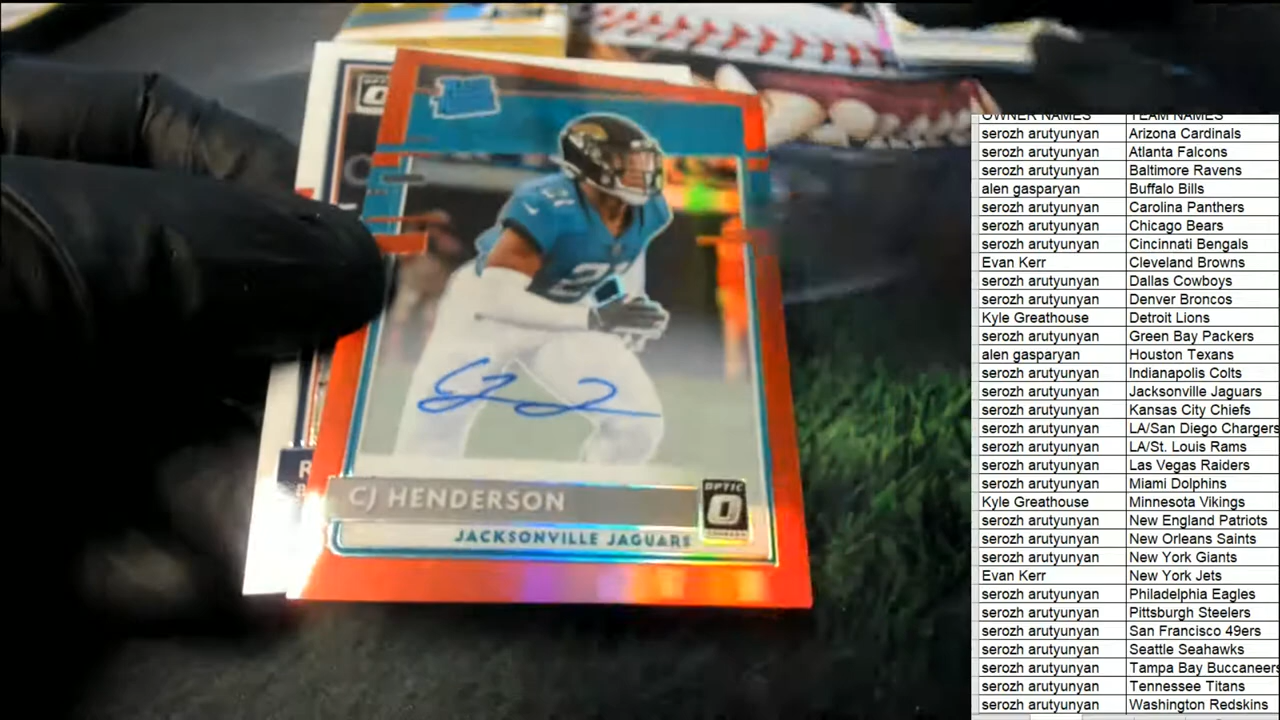 OPTIC
RATED
ROOKIE
21
CJ HENDERSON
OPTIC
JACKSONVILLE JAGUARS
R
OWNER NAMES TEAM NAMES
serozh arutyunyan Arizona Cardinals
serozh arutyunyan Atlanta Falcons
serozh arutyunyan Baltimore Ravens
alen gasparyan Buffalo Bills
serozh arutyunyan Carolina Panthers
serozh arutyunyan Chicago Bears
serozh arutyunyan Cincinnati Bengals
Evan Kerr Cleveland Browns
serozh arutyunyan Dallas Cowboys
serozh arutyunyan Denver Broncos
Kyle Greathouse Detroit Lions
serozh arutyunyan Green Bay Packers
alen gasparyan Houston Texans
serozh arutyunyan Indianapolis Colts
serozh arutyunyan Jacksonville Jaguars
serozh arutyunyan Kansas City Chiefs
serozh arutyunyan LA/San Diego Chargers
serozh arutyunyan LA/St. Louis Rams
serozh arutyunyan Las Vegas Raiders
serozh arutyunyan Miami Dolphins
Kyle Greathouse Minnesota Vikings
serozh arutyunyan New England Patriots
serozh arutyunyan New Orleans Saints
serozh arutyunyan New York Giants
Evan Kerr New York Jets
serozh arutyunyan Philadelphia Eagles
serozh arutyunyan Pittsburgh Steelers
serozh arutyunyan San Francisco 49ers
serozh arutyunyan Seattle Seahawks
serozh arutyunyan Tampa Bay Buccaneers
serozh arutyunyan Tennessee Titans
serozh arutyunyan Washington Redskins